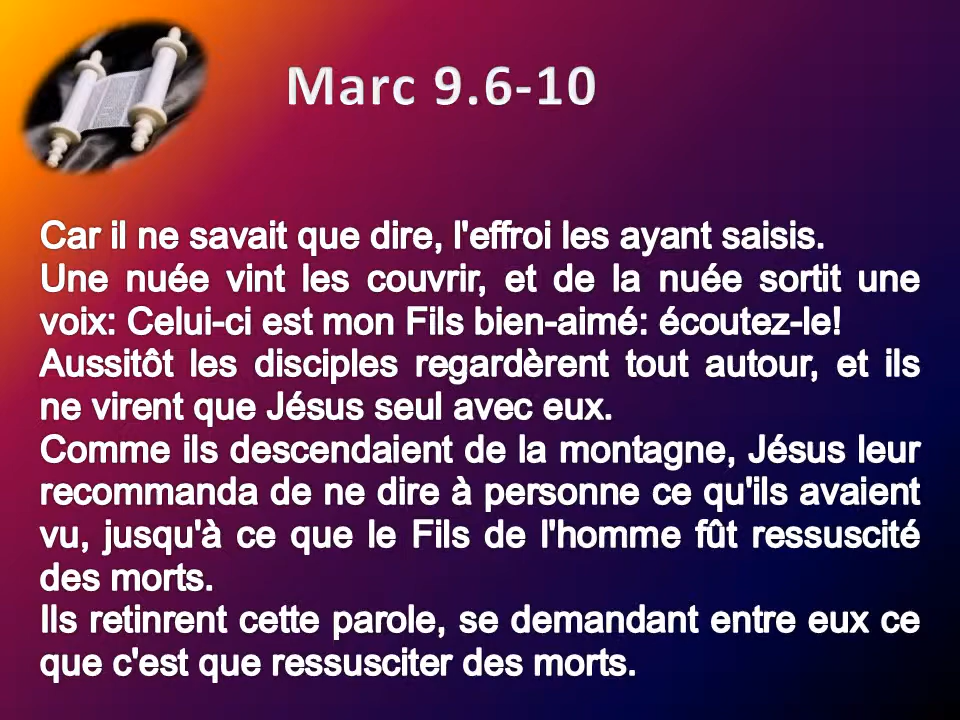 Marc 9.6-10
Car il ne savait que dire, l'effroi les ayant saisis.
Une nuée vint les couvrir, et de la nuée sortit une
voix: Celui-ci est mon Fils bien-aimé: écoutez-le!
Aussitôt les disciples regardèrent tout autour, et ils
ne virent que Jésus seul avec eux.
Comme ils descendaient de la montagne, Jésus leur
recommanda de ne dire à personne ce qu'ils avaient
vu, jusqu'à ce que le Fils de l'homme fût ressuscité
des morts.
Ils retinrent cette parole, se demandant entre eux ce
que c'est que ressusciter des morts.